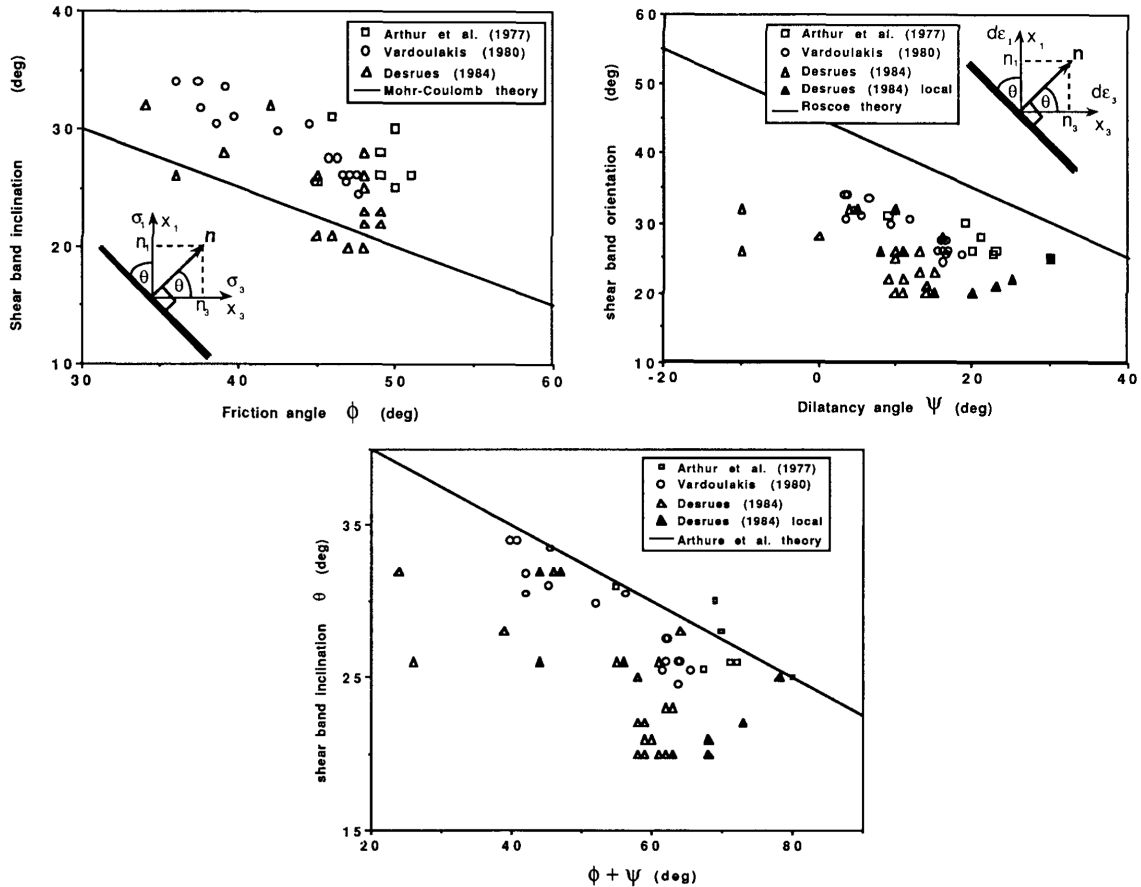 40
30
20
10
30
40
50
60
Shear band inclination (deg)
Friction angle ϕ (deg)
Arthur et al. (1977)
Vardoulakis (1980)
Desrues (1984)
Mohr-Coulomb theory
σ1
x1
n1
n
θ
θ
σ3
n3
x3
60
50
40
30
20
10
-20
0
20
40
shear band orientation (deg)
Dilatancy angle Ψ (deg)
Arthur et al. (1977)
Vardoulakis (1980)
Desrues (1984)
Desrues (1984) local
Roscoe theory
dε1
x1
n1
n
θ
θ
dε3
n3
x3
35
25
15
20
40
60
80
shear band inclination θ (deg)
ϕ + Ψ (deg)
Arthur et al. (1977)
Vardoulakis (1980)
Desrues (1984)
Desrues (1984) local
Arthure et al. theory